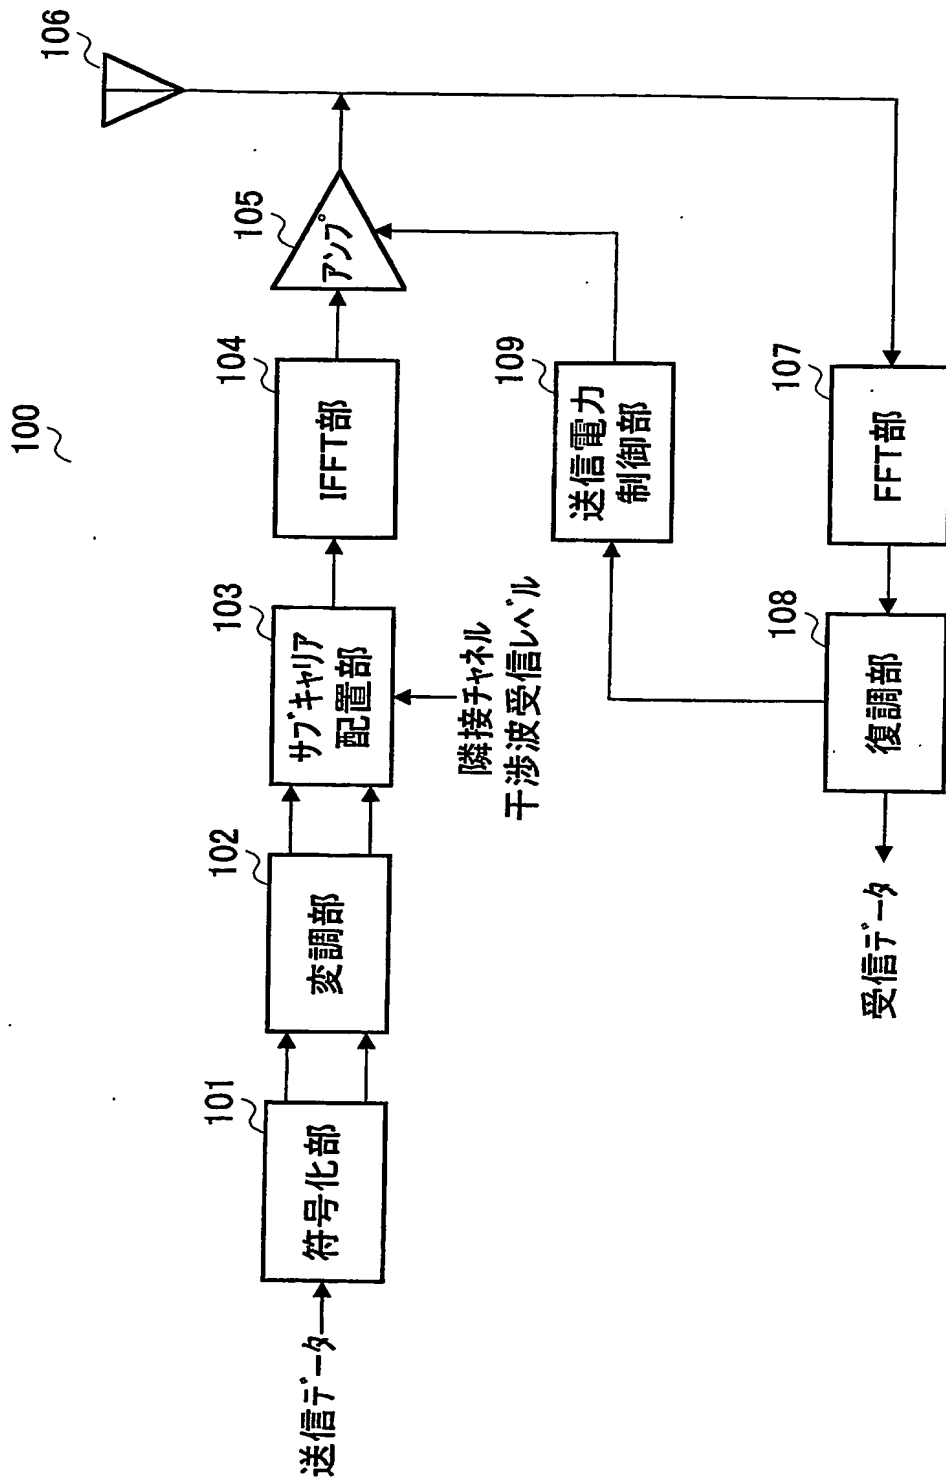 100
送信データ
101
符号化部
102
変調部
103
サブキャリア
配置部
隣接チャネル
干渉波受信レベル
104
IFFT部
105
アンプ
106
109
送信電力
制御部
107
FFT部
108
復調部
受信データ